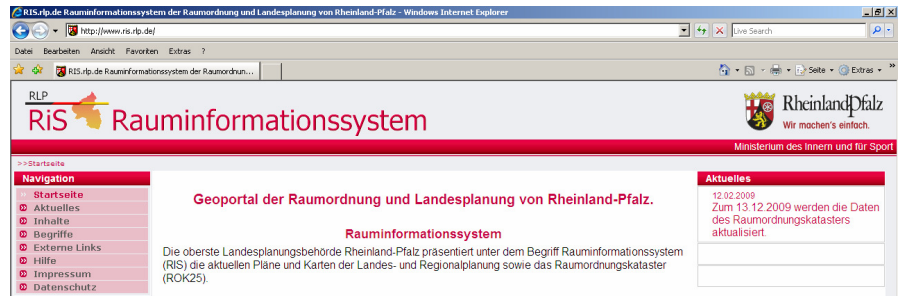 RIS.rlp.de Rauminformationssystem der Raumordnung und Landesplanung von Rheinland-Pfalz - Windows Internet Explorer
http://www.ris.rlp.de/
Live Search
Datei Bearbeiten Ansicht Favoriten Extras ?
RIS.rlp.de Rauminformationssystem der Raumordnun...
Seite Extras »
RLP
RiS Rauminformationssystem
RheinlandPfalz
Wir machen's einfach.
Ministerium des Innern und für Sport
>>Startseite
Navigation
Startseite
Aktuelles
Inhalte
Begriffe
Externe Links
Hilfe
Impressum
Datenschutz
Geoportal der Raumordnung und Landesplanung von Rheinland-Pfalz.
Rauminformationssystem
Die oberste Landesplanungsbehörde Rheinland-Pfalz präsentiert unter dem Begriff Rauminformationssystem
(RIS) die aktuellen Pläne und Karten der Landes- und Regionalplanung sowie das Raumordnungskataster
(ROK25).
Aktuelles
12.02.2009
Zum 13.12.2009 werden die Daten
des Raumordnungskatasters
aktualisiert.